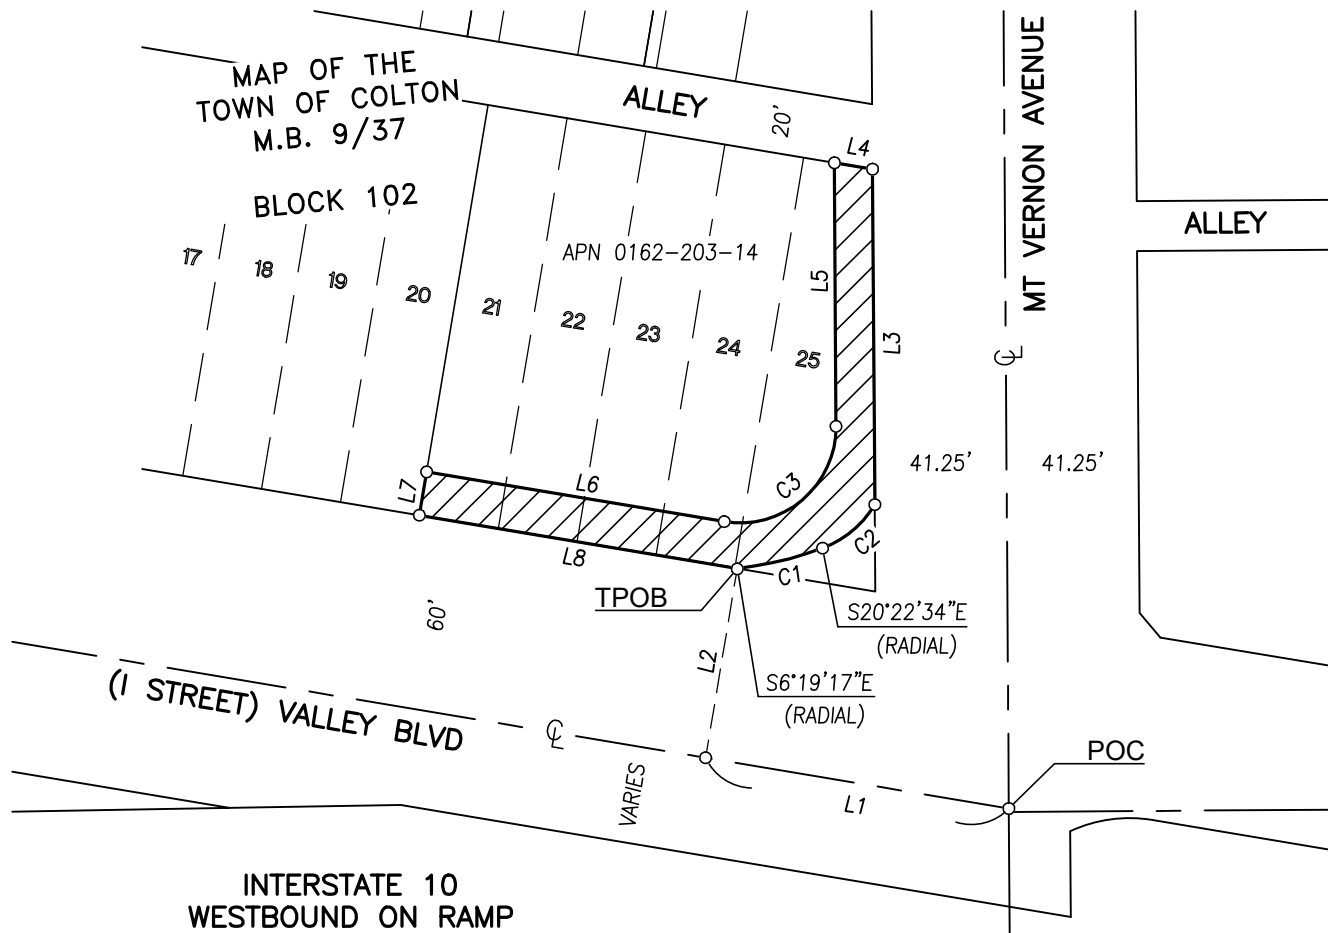 MAP OF THE
TOWN OF COLTON
M.B. 9/37
BLOCK 102
ALLEY
20'
L4
MT VERNON AVENUE
ALLEY
APN 0162-203-14
17
18
19
20
21
22
23
24
25
L5
L3
℄
41.25'
41.25'
L7
L6
C3
L8
C1
C2
TPOB
S20°22'34"E
(RADIAL)
60'
L2
S6°19'17"E
(RADIAL)
(I STREET) VALLEY BLVD
℄
VARIES
L1
POC
INTERSTATE 10
WESTBOUND ON RAMP